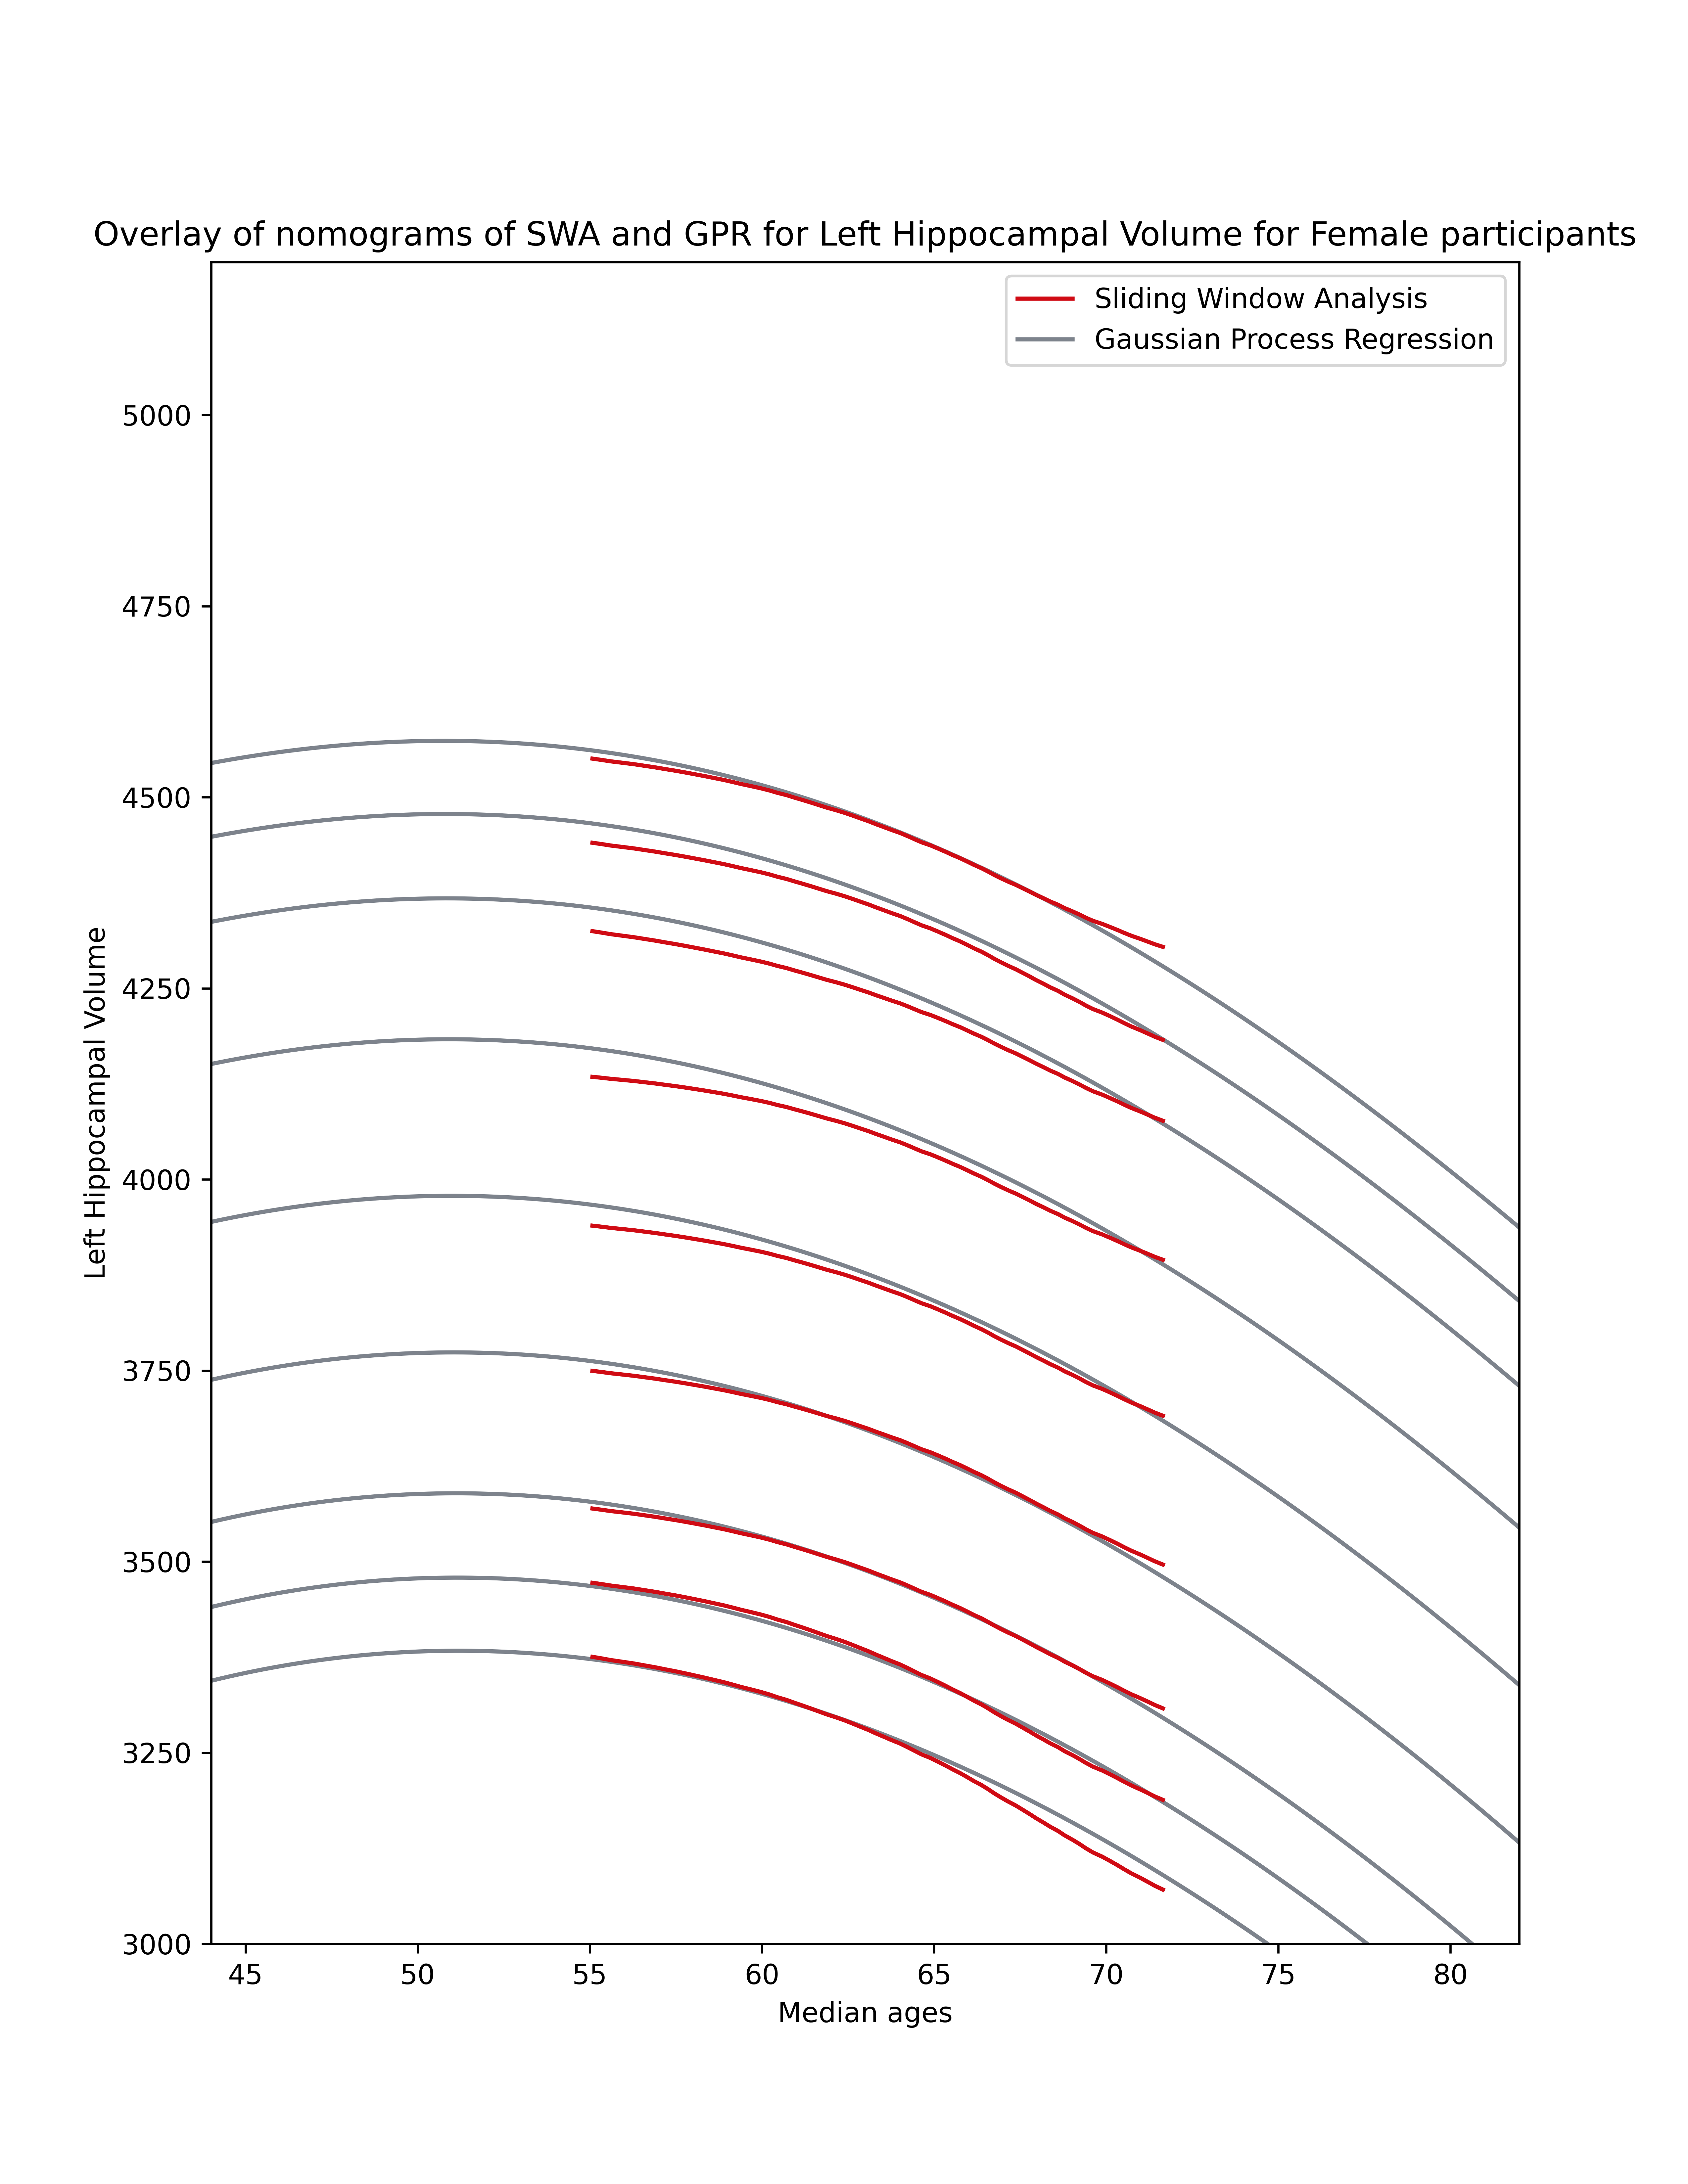 Overlay of nomograms of SWA and GPR for Left Hippocampal Volume for Female participants
Sliding Window Analysis
Gaussian Process Regression
5000
4750
4500
4250
4000
3750
3500
3250
3000
Left Hippocampal Volume
45 50 55 60 65 70 75 80
Median ages